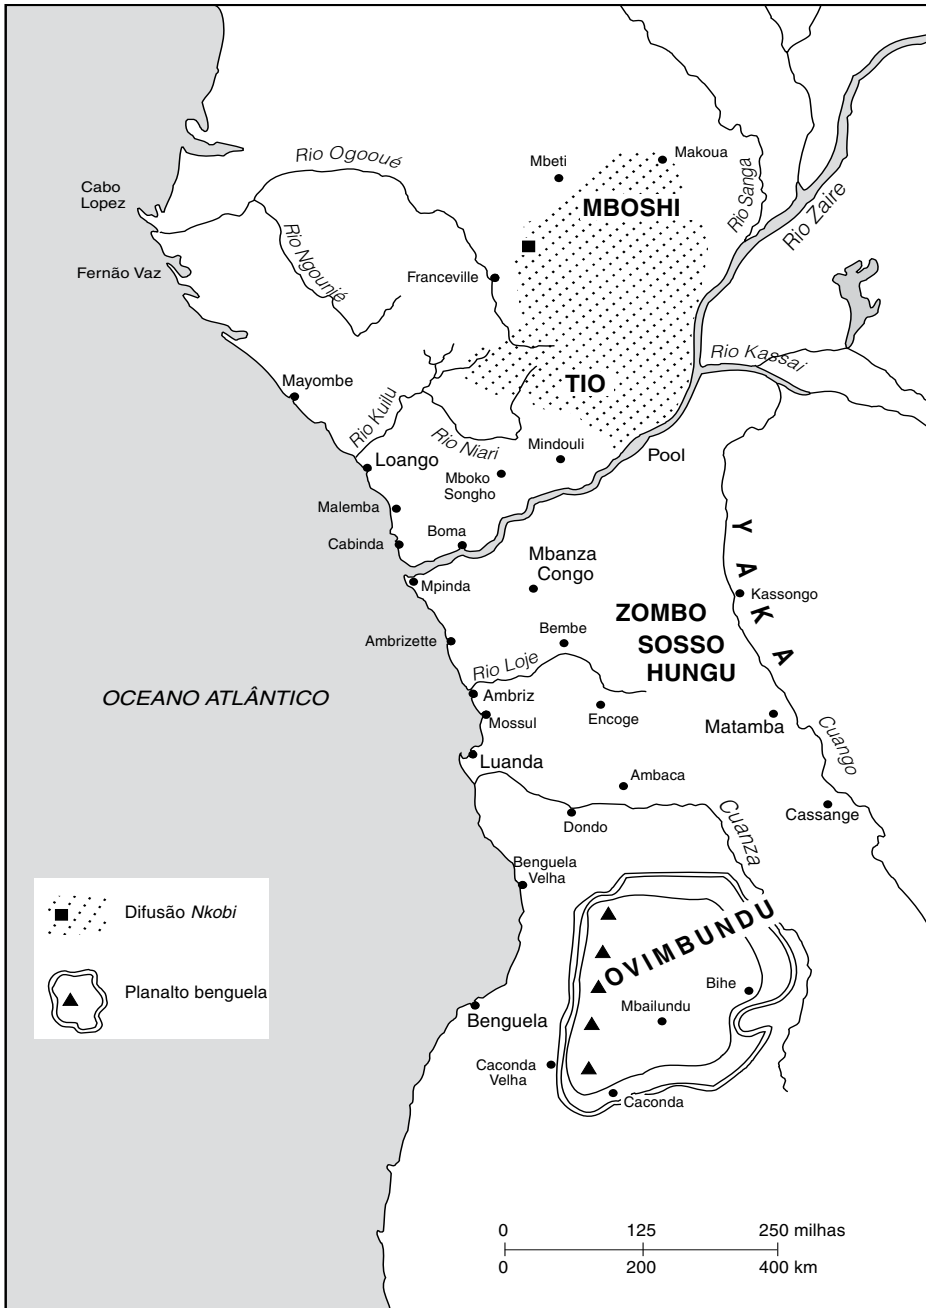 Rio Ogooué
Mbeti
Makoua
Rio Sanga
Cabo
Lopez
MBOSHI
Rio Zaire
Rio Ngounjé
Fernão Vaz
Franceville
Rio Kassai
Mayombe
TIO
Rio Kuilu
Rio Niari
Mindouli
Pool
Loango
Mboko
Songho
Malemba
Boma
Cabinda
YAKA
Mbanza
Congo
Mpinda
Kassongo
ZOMBO
SOSSO
HUNGU
Ambrizette
Bembe
Rio Loje
OCEANO ATLÂNTICO
Ambriz
Mossul
Encoge
Matamba
Cuango
Luanda
Ambaca
Cassange
Dondo
Cuanza
Benguela
Velha
Difusão Nkobi
OVIMBUNDU
Planalto benguela
Bihe
Mbailundu
Benguela
Caconda
Velha
Caconda
0 125 250 milhas
0 200 400 km